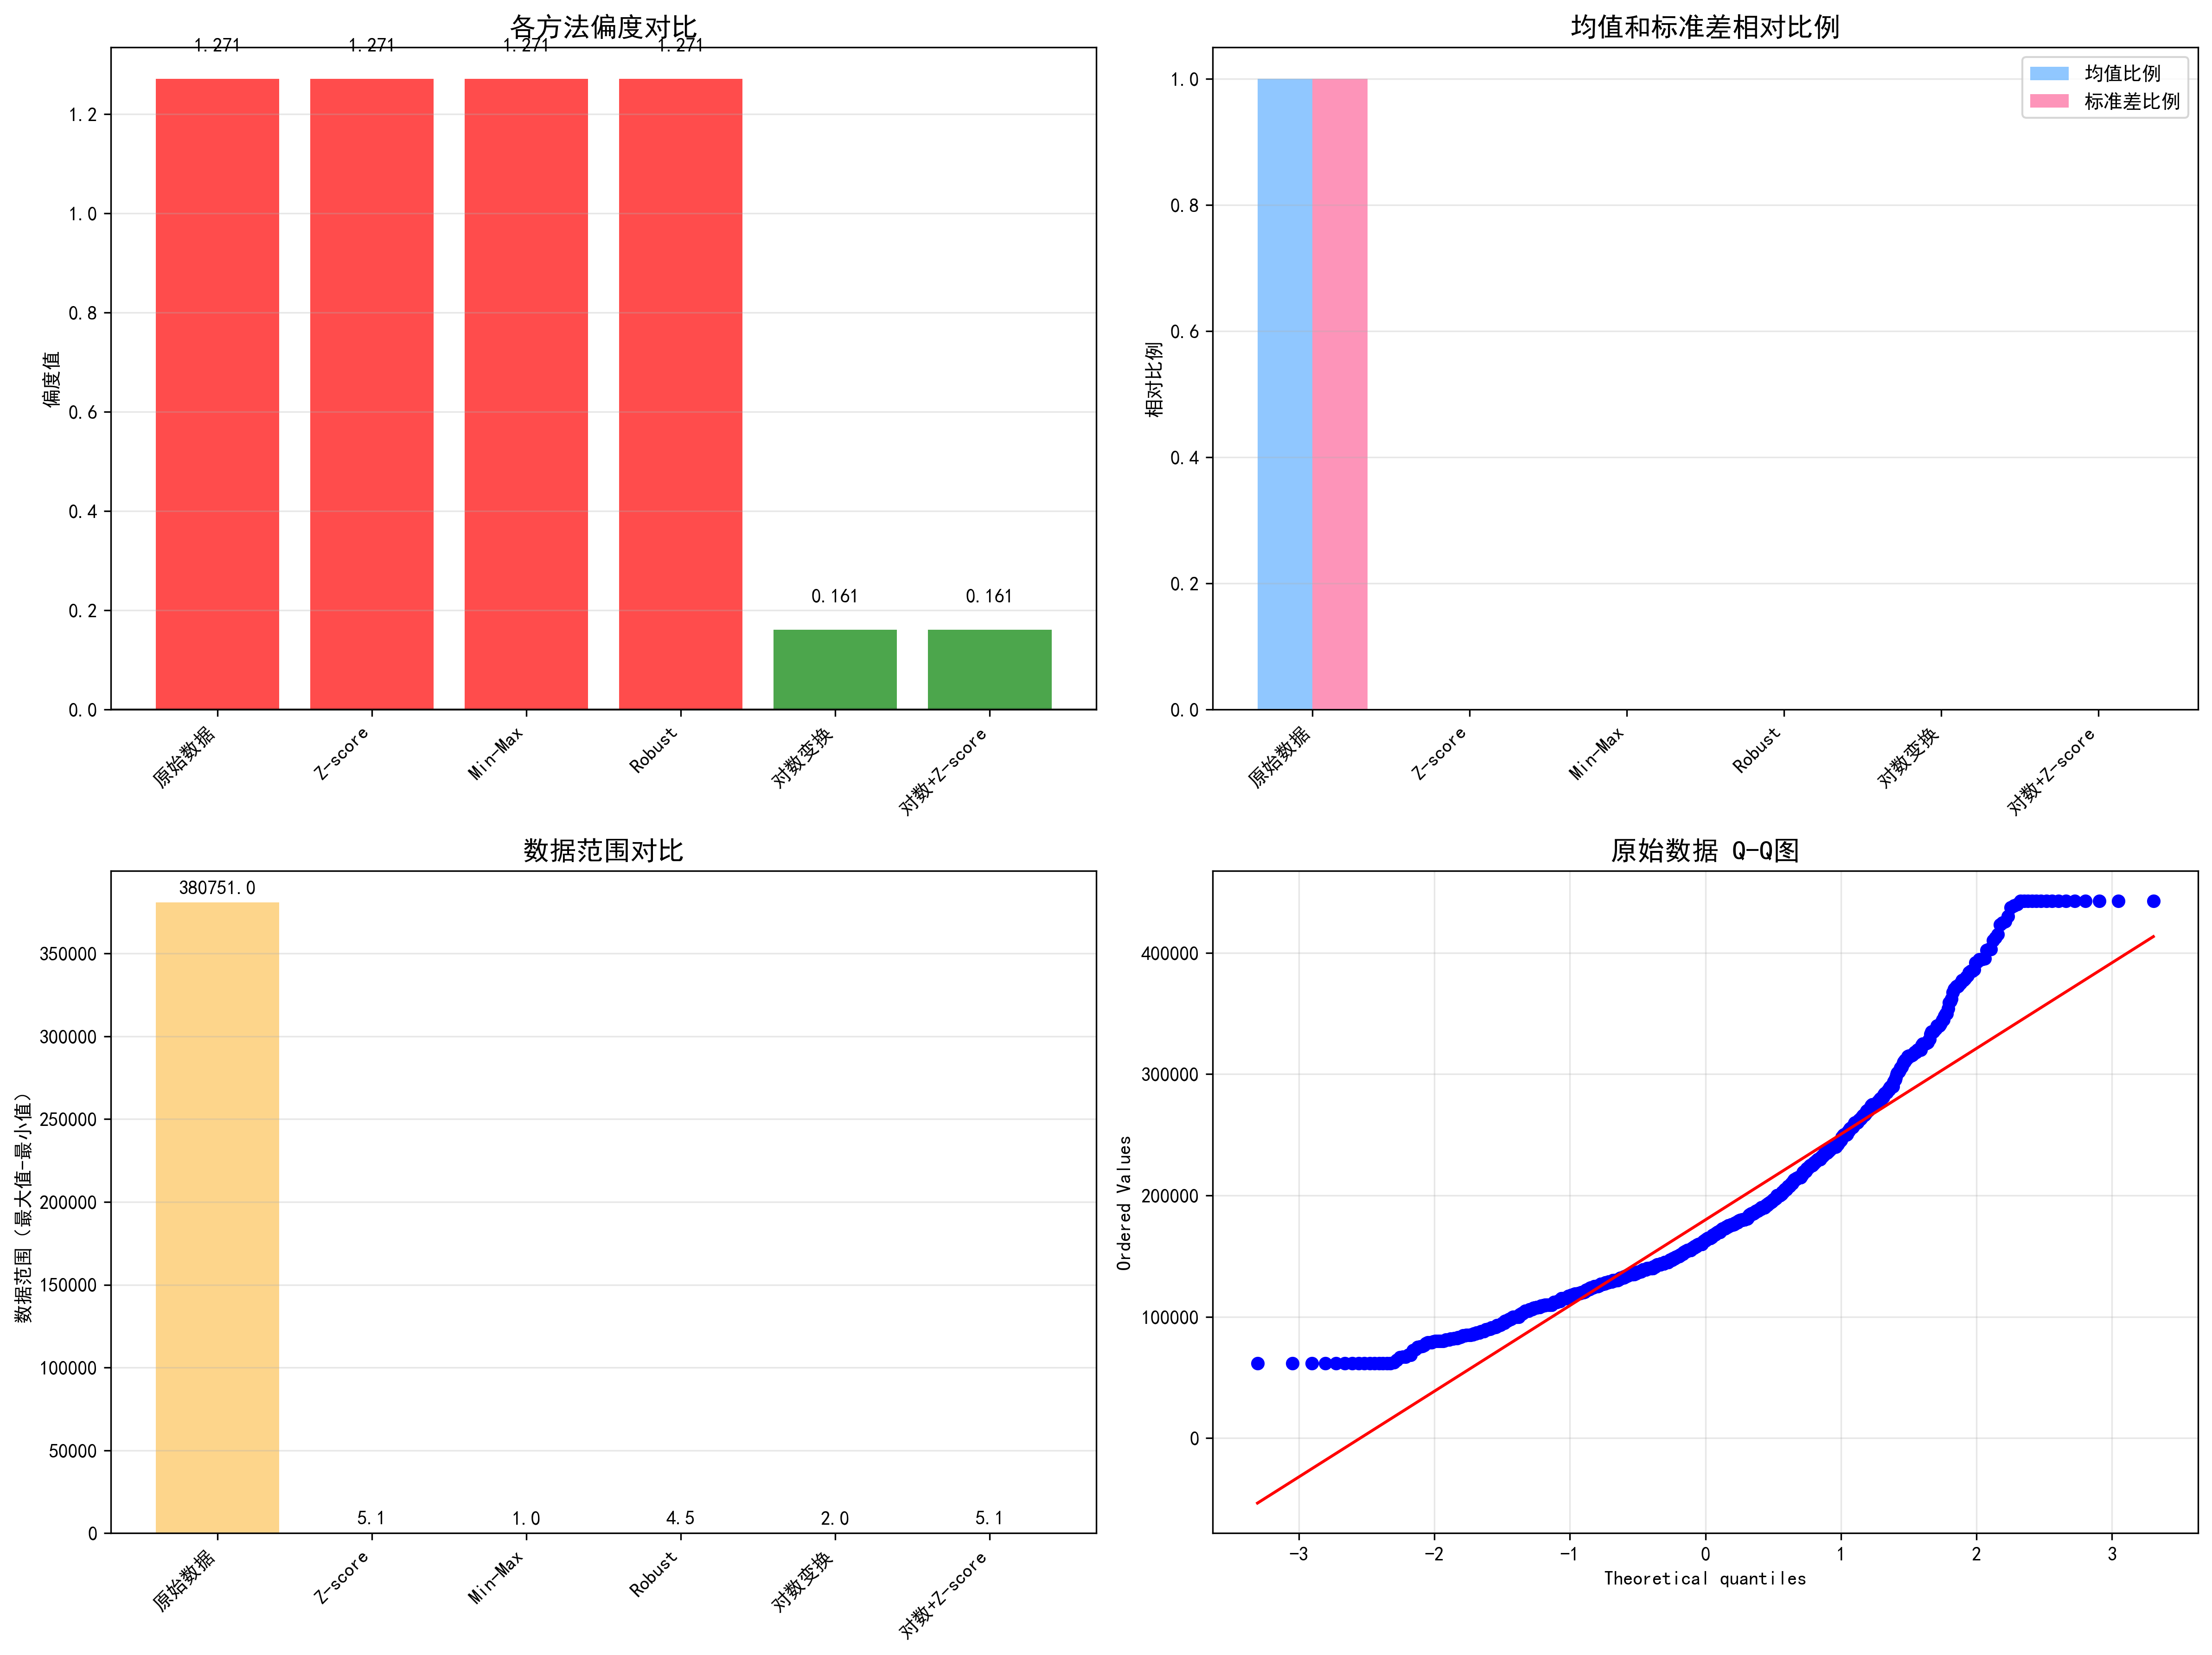 各方法偏度对比
1.271
1.271
1.271
1.271
0.161
0.161
1.2
1.0
0.8
0.6
0.4
0.2
0.0
偏度值
原始数据
Z-score
Min-Max
Robust
对数变换
对数+Z-score
均值和标准差相对比例
均值比例
标准差比例
1.0
0.8
0.6
0.4
0.2
0.0
相对比例
原始数据
Z-score
Min-Max
Robust
对数变换
对数+Z-score
数据范围对比
380751.0
5.1
1.0
4.5
2.0
5.1
350000
300000
250000
200000
150000
100000
50000
0
数据范围（最大值-最小值）
原始数据
Z-score
Min-Max
Robust
对数变换
对数+Z-score
原始数据 Q-Q图
400000
300000
200000
100000
0
Ordered Values
-3
-2
-1
0
1
2
3
Theoretical quantiles